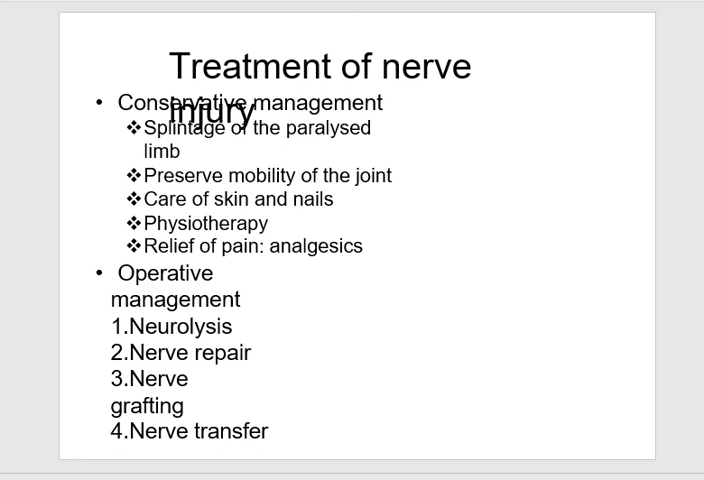 Treatment of nerve
injury
• Conservative management
❖Splintage of the paralysed
limb
❖Preserve mobility of the joint
❖Care of skin and nails
❖Physiotherapy
❖Relief of pain: analgesics
• Operative
management
1.Neurolysis
2.Nerve repair
3.Nerve
grafting
4.Nerve transfer